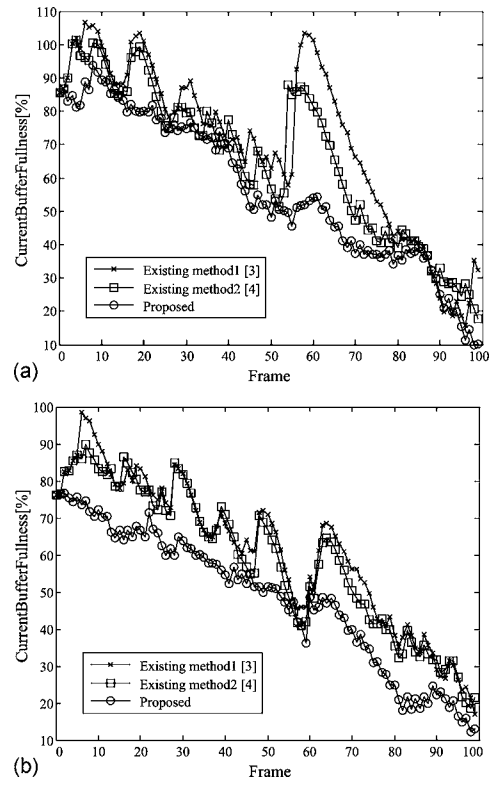 110
100
90
80
70
60
50
40
30
20
10
CurrentBufferFullness[%]
Existing method1 [3]
Existing method2 [4]
Proposed
0 10 20 30 40 50 60 70 80 90 100
Frame
(a)
100
90
80
70
60
50
40
30
20
10
CurrentBufferFullness[%]
Existing method1 [3]
Existing method2 [4]
Proposed
0 10 20 30 40 50 60 70 80 90 100
Frame
(b)